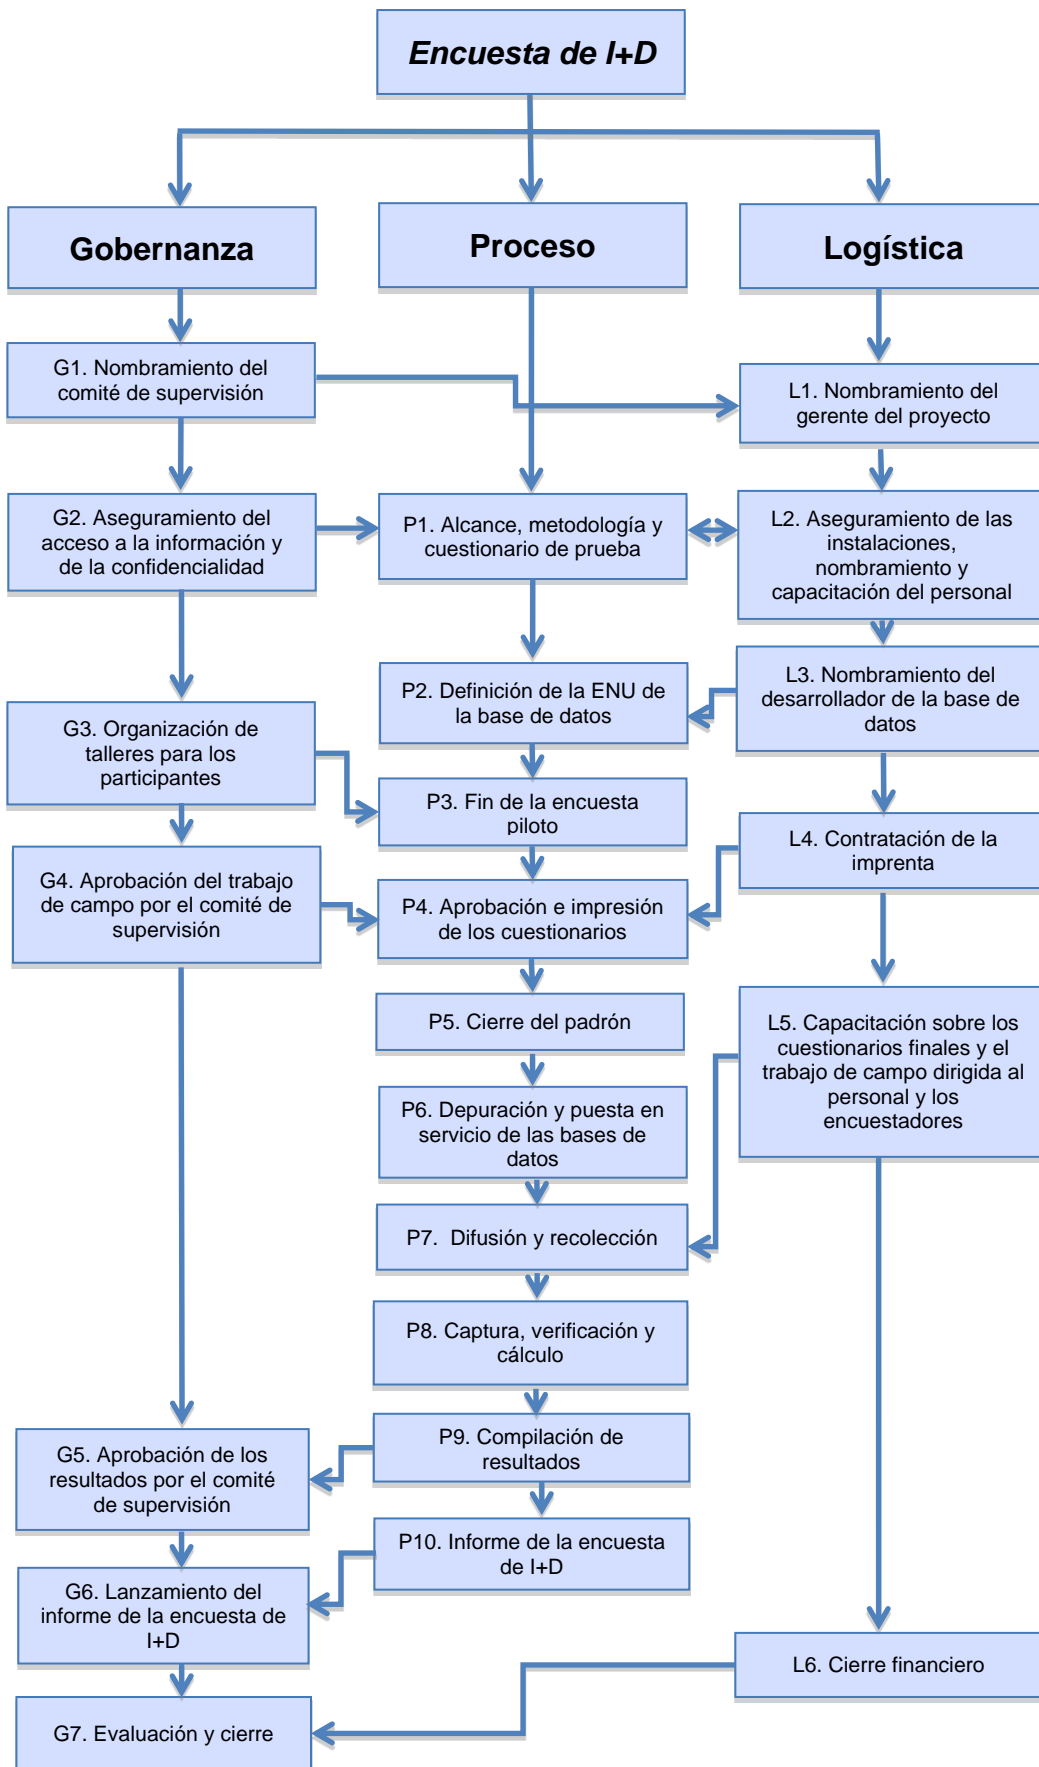 Encuesta de I+D
Gobernanza
Proceso
Logística
G1. Nombramiento del
comité de supervisión
L1. Nombramiento del
gerente del proyecto
G2. Aseguramiento del
acceso a la información y
de la confidencialidad
P1. Alcance, metodología y
cuestionario de prueba
L2. Aseguramiento de las
instalaciones,
nombramiento y
capacitación del personal
P2. Definición de la ENU de
la base de datos
L3. Nombramiento del
desarrollador de la base de
datos
G3. Organización de
talleres para los
participantes
P3. Fin de la encuesta
piloto
L4. Contratación de la
imprenta
G4. Aprobación del trabajo
de campo por el comité de
supervisión
P4. Aprobación e impresión
de los cuestionarios
P5. Cierre del padrón
L5. Capacitación sobre los
cuestionarios finales y el
trabajo de campo dirigida al
personal y los
encuestadores
P6. Depuración y puesta en
servicio de las bases de
datos
P7. Difusión y recolección
P8. Captura, verificación y
cálculo
P9. Compilación de
resultados
G5. Aprobación de los
resultados por el comité
de supervisión
P10. Informe de la encuesta
de I+D
G6. Lanzamiento del
informe de la encuesta de
I+D
L6. Cierre financiero
G7. Evaluación y cierre